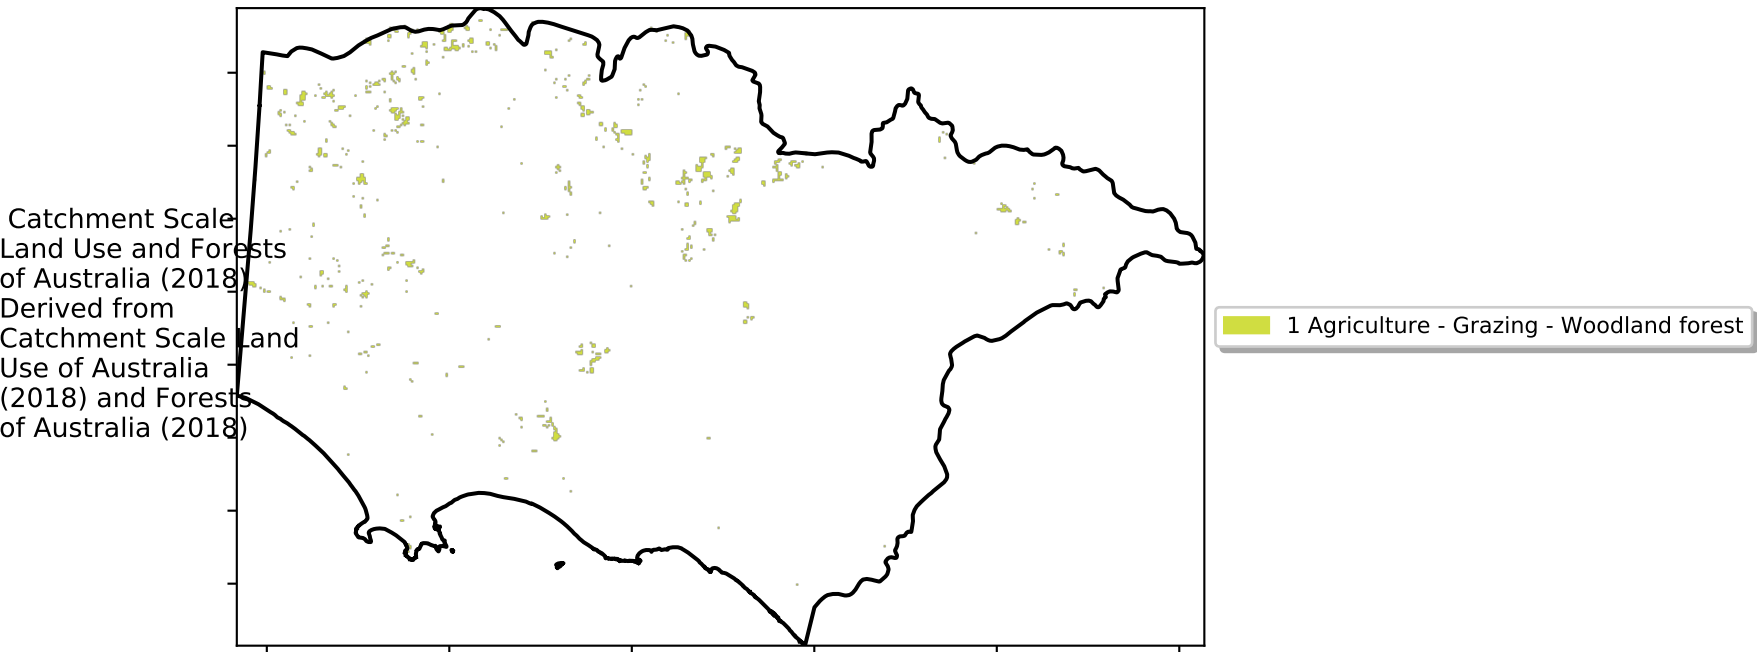 Catchment Scale
Land Use and Forests
of Australia (2018)
Derived from
Catchment Scale Land
Use of Australia
(2018) and Forests
of Australia (2018)
1 Agriculture - Grazing - Woodland forest